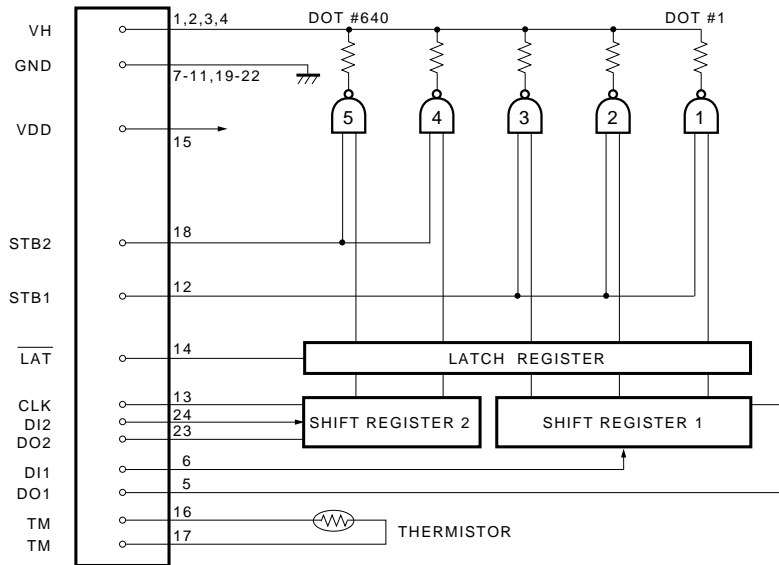 VH 1,2,3,4 DOT #640 DOT #1
GND 7-11,19-22
5 4 3 2 1
VDD 15
STB2 18
STB1 12
LAT 14 LATCH REGISTER
CLK 13
DI2 24 SHIFT REGISTER 2 SHIFT REGISTER 1
DO2 23
DI1 6
DO1 5
TM 16 THERMISTOR
TM 17